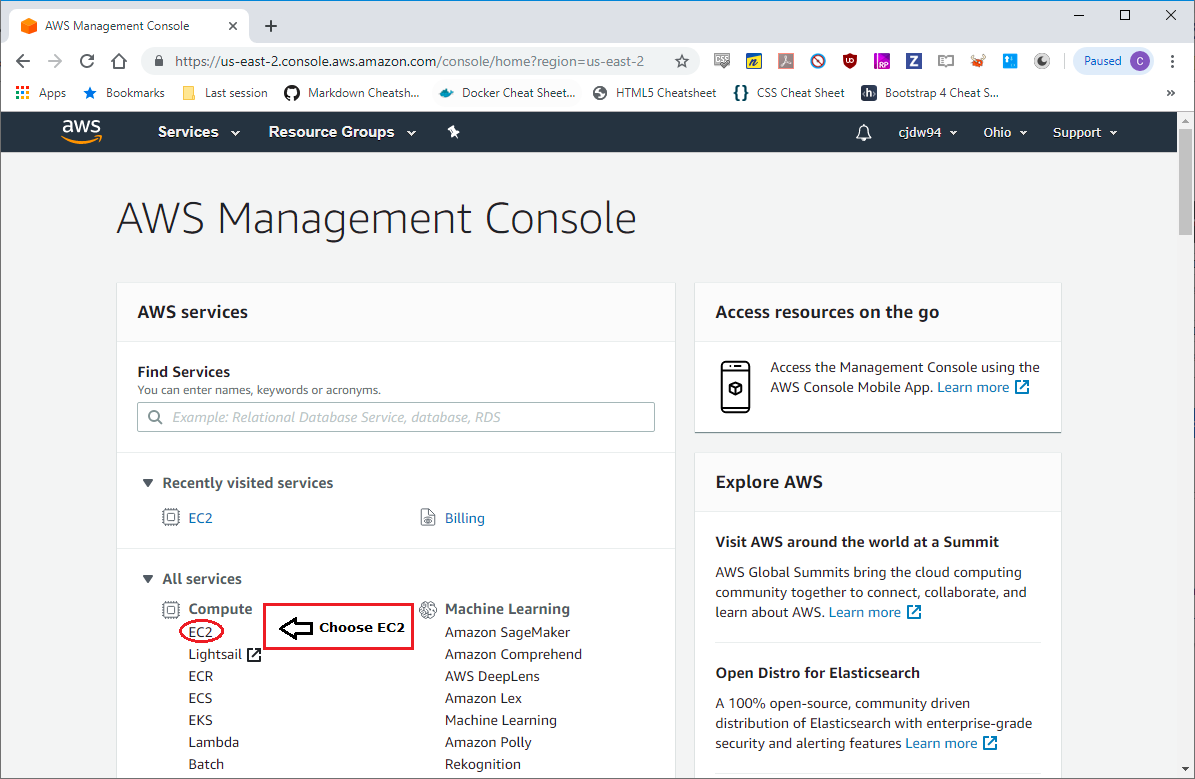 AWS Management Console
https://us-east-2.console.aws.amazon.com/console/home?region=us-east-2
Paused C
Apps Bookmarks Last session Markdown Cheatsh... Docker Cheat Sheet... HTML5 Cheatsheet CSS Cheat Sheet Bootstrap 4 Cheat S... »
aws Services Resource Groups cjdw94 Ohio Support
AWS Management Console
AWS services
Find Services
You can enter names, keywords or acronyms.
Example: Relational Database Service, database, RDS
Recently visited services
EC2 Billing
All services
Compute
EC2
Choose EC2
Lightsail
ECR
ECS
EKS
Lambda
Batch
Machine Learning
Amazon SageMaker
Amazon Comprehend
AWS DeepLens
Amazon Lex
Machine Learning
Amazon Polly
Rekognition
Access resources on the go
Access the Management Console using the
AWS Console Mobile App. Learn more
Explore AWS
Visit AWS around the world at a Summit
AWS Global Summits bring the cloud computing
community together to connect, collaborate, and
learn about AWS. Learn more
Open Distro for Elasticsearch
A 100% open-source, community driven
distribution of Elasticsearch with enterprise-grade
security and alerting features Learn more